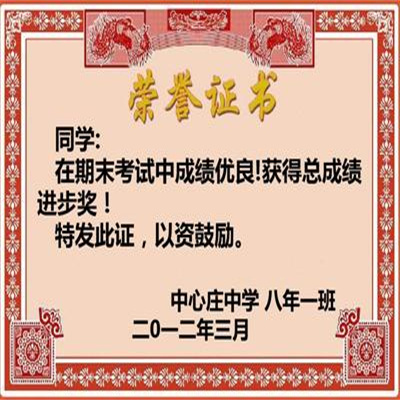 荣誉证书
同学:
在期末考试中成绩优良!获得总成绩
进步奖！
特发此证，以资鼓励。
中心庄中学 八年一班
二0一二年三月